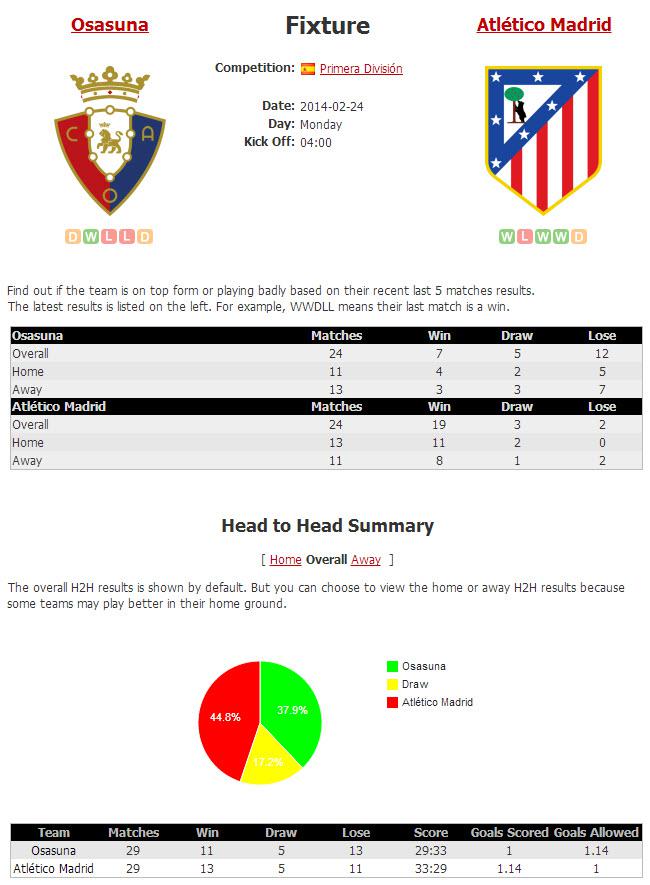 Osasuna
Fixture
Atlético Madrid
Competition: Primera División
Date: 2014-02-24
Day: Monday
Kick Off: 04:00
C A
O
D W L L D
W L W W D
Find out if the team is on top form or playing badly based on their recent last 5 matches results.
The latest results is listed on the left. For example, WWDLL means their last match is a win.
Osasuna Matches Win Draw Lose
Overall 24 7 5 12
Home 11 4 2 5
Away 13 3 3 7
Atlético Madrid Matches Win Draw Lose
Overall 24 19 3 2
Home 13 11 2 0
Away 11 8 1 2
Head to Head Summary
[ Home Overall Away ]
The overall H2H results is shown by default. But you can choose to view the home or away H2H results because
some teams may play better in their home ground.
Osasuna
Draw
Atlético Madrid
37.9%
44.8%
17.2%
Team Matches Win Draw Lose Score Goals Scored Goals Allowed
Osasuna 29 11 5 13 29:33 1 1.14
Atlético Madrid 29 13 5 11 33:29 1.14 1